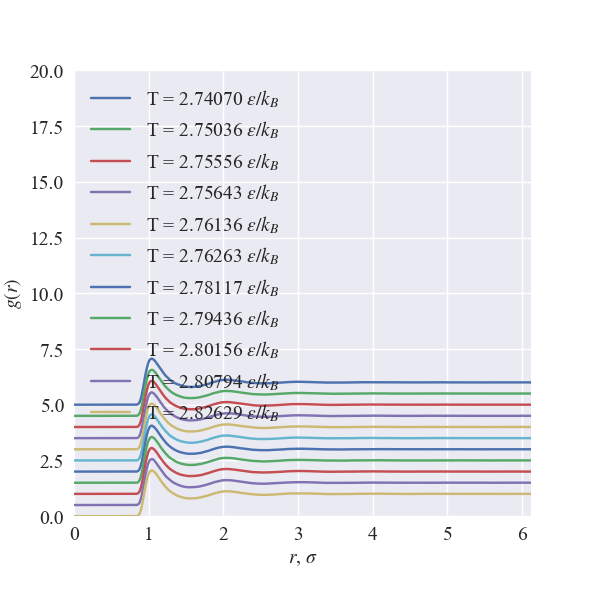 20.0
17.5
15.0
12.5
10.0
7.5
5.0
2.5
0.0
g(r)
T = 2.74070 ε/k_B
T = 2.75036 ε/k_B
T = 2.75556 ε/k_B
T = 2.75643 ε/k_B
T = 2.76136 ε/k_B
T = 2.76263 ε/k_B
T = 2.78117 ε/k_B
T = 2.79436 ε/k_B
T = 2.80156 ε/k_B
T = 2.80794 ε/k_B
T = 2.82629 ε/k_B
0 1 2 3 4 5 6
r, σ